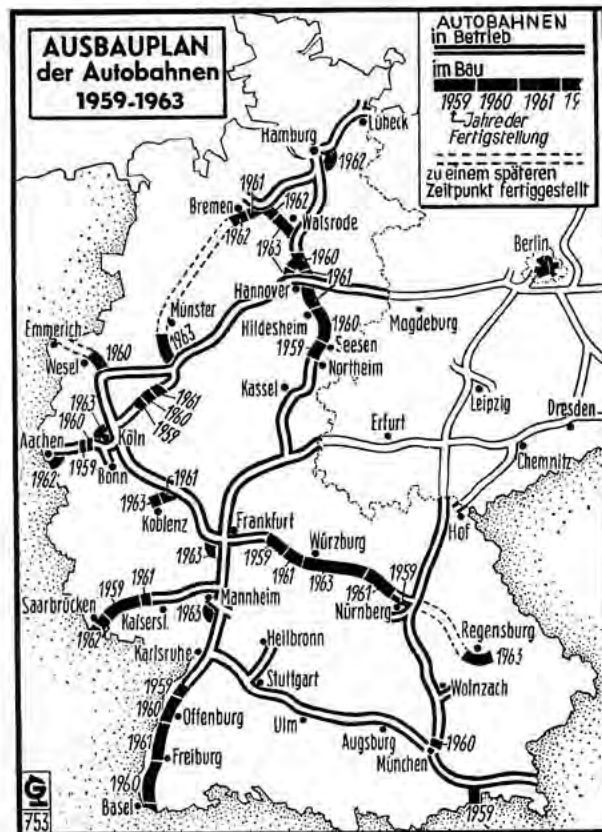 AUSBAUPLAN
der Autobahnen
1959-1963
AUTOBAHNEN
in Betrieb
im Bau
1959 1960 1961 19
Jahre der
Fertigstellung
zu einem späteren
Zeitpunkt fertiggestellt
Lübeck
Hamburg
1962
1961
Bremen
1962
1962
Walsrode
1963
1960
1961
Berlin
Hannover
Münster
Hildesheim
1960
Magdeburg
Emmerich
1963
1959
Seesen
Wesel
1960
Northeim
Kassel
1961
Leipzig
1963
1960
1960
1959
Erfurt
Dresden
Aachen
Köln
Chemnitz
1962
1959
Bonn
1961
1963
Koblenz
Hof
Frankfurt
Würzburg
1963
1959
1961
1963
1961
1959
1961
1959
Nürnberg
Saarbrücken
Mannheim
1962
Kaisersl.
1963
Regensburg
1963
Heilbronn
Karlsruhe
Stuttgart
Wolnzach
1959
1960
Offenburg
Ulm
Augsburg
1960
München
1961
Freiburg
1960
Basel
1959
G
753